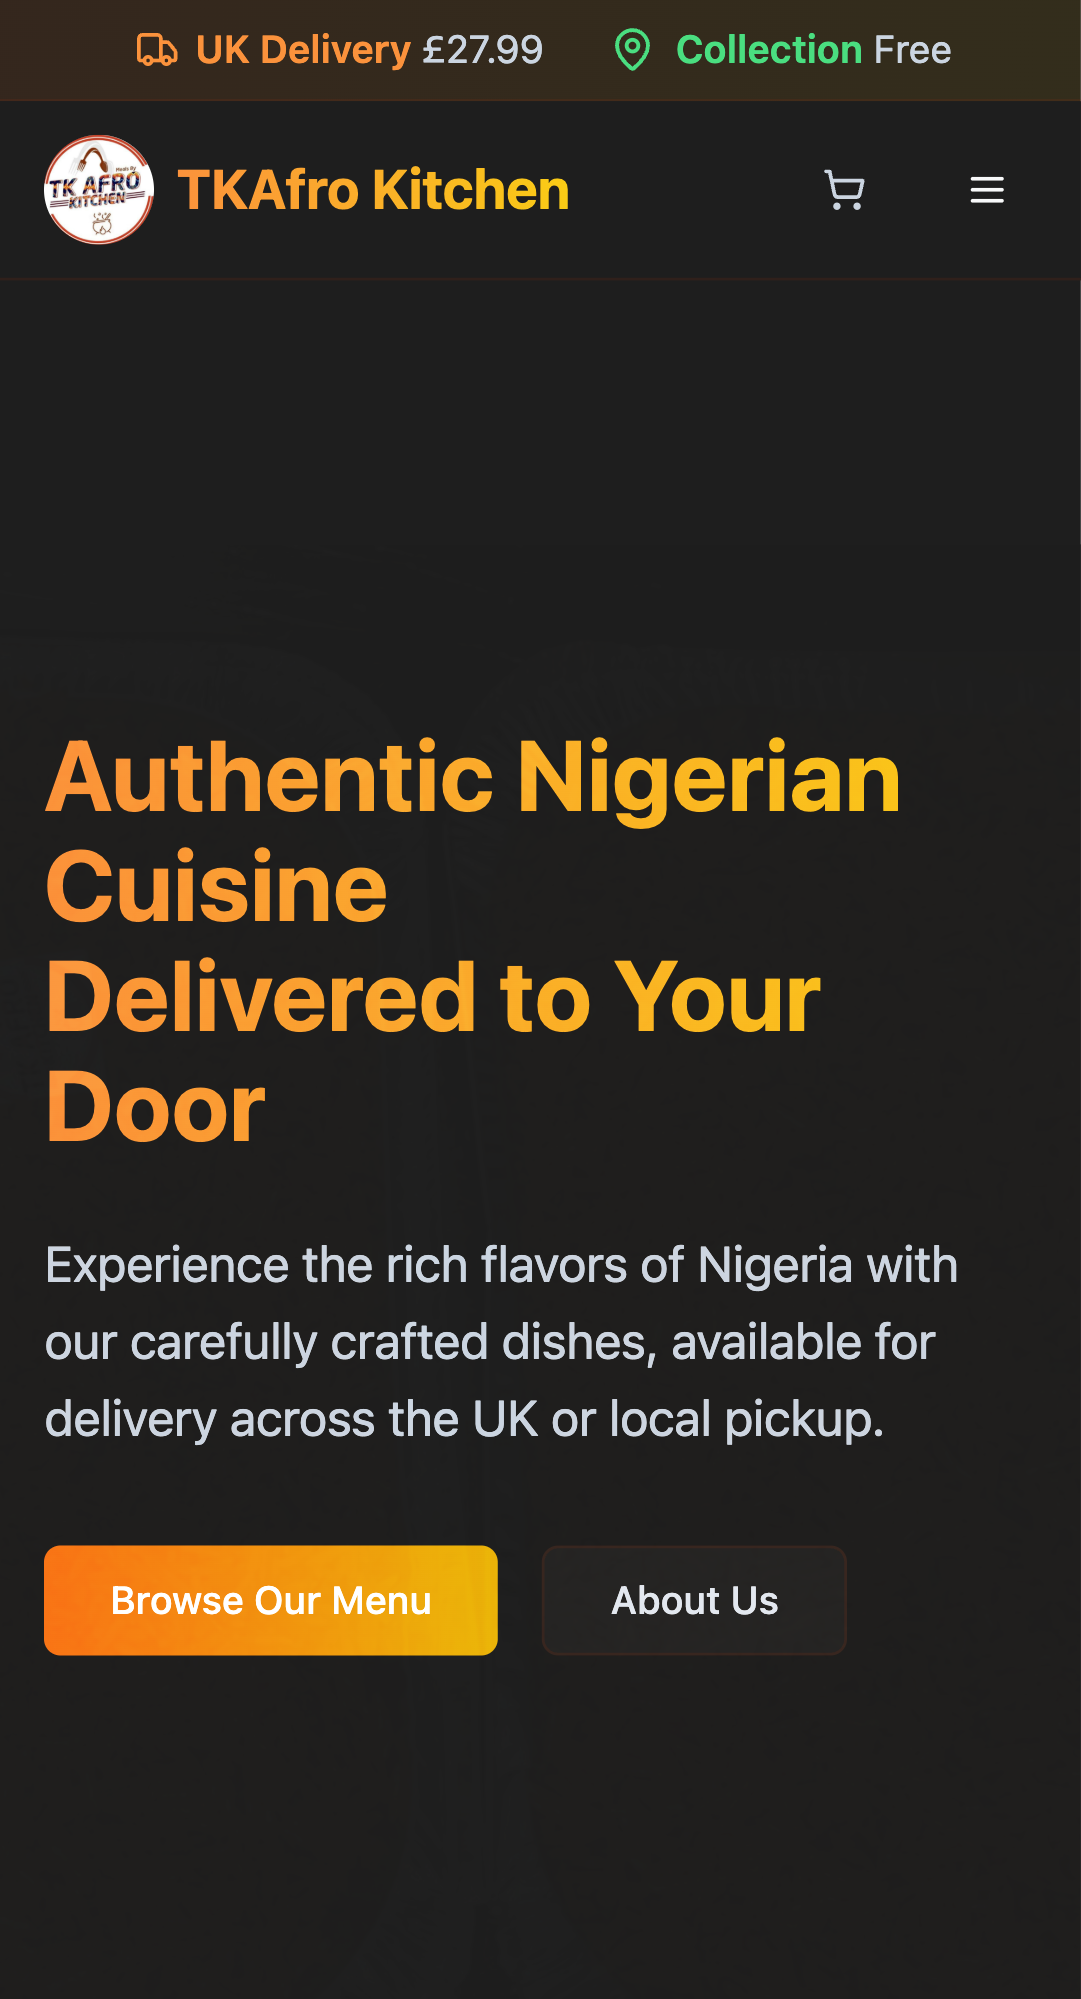 UK Delivery £27.99 Collection Free
Meals By
TK AFRO
KITCHEN
TKAfro Kitchen
Authentic Nigerian
Cuisine
Delivered to Your
Door
Experience the rich flavors of Nigeria with
our carefully crafted dishes, available for
delivery across the UK or local pickup.
Browse Our Menu
About Us